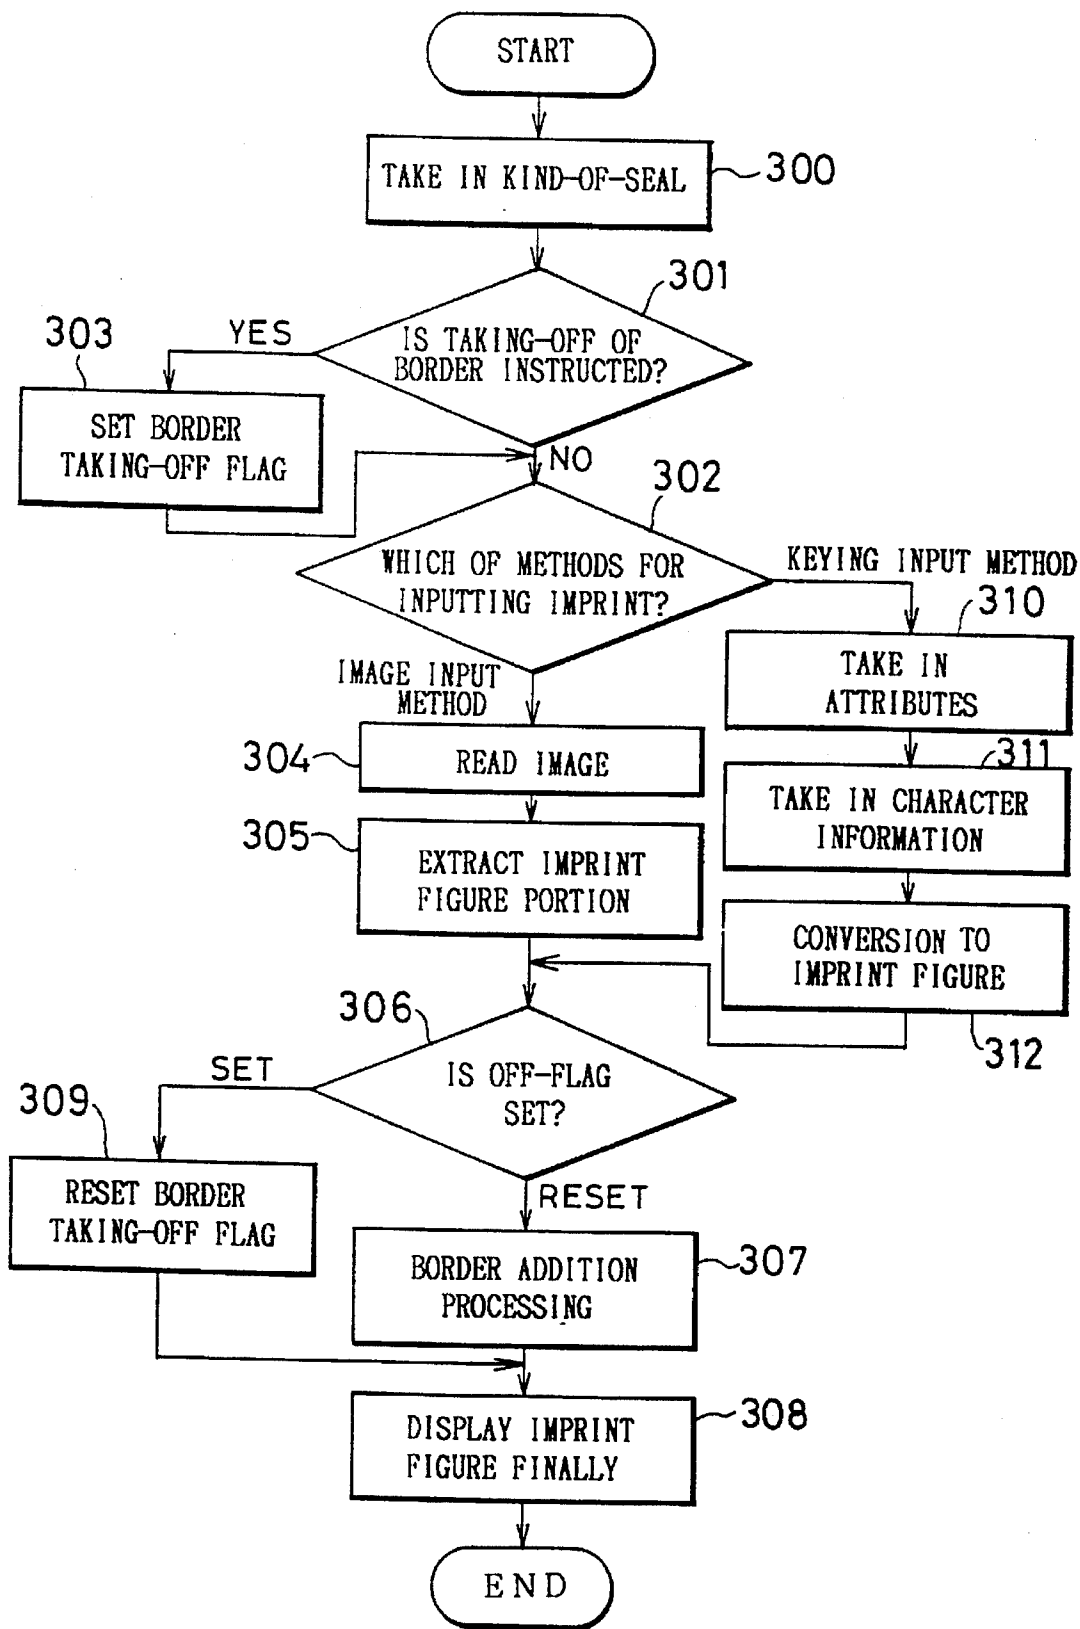 START
TAKE IN KIND-OF-SEAL
300
301
IS TAKING-OFF OF
BORDER INSTRUCTED?
YES
303
SET BORDER
TAKING-OFF FLAG
NO
302
WHICH OF METHODS FOR
INPUTTING IMPRINT?
KEYING INPUT METHOD
310
TAKE IN
ATTRIBUTES
IMAGE INPUT
METHOD
304
READ IMAGE
311
TAKE IN CHARACTER
INFORMATION
305
EXTRACT IMPRINT
FIGURE PORTION
CONVERSION TO
IMPRINT FIGURE
312
306
IS OFF-FLAG
SET?
SET
309
RESET BORDER
TAKING-OFF FLAG
RESET
BORDER ADDITION
PROCESSING
307
DISPLAY IMPRINT
FIGURE FINALLY
308
END